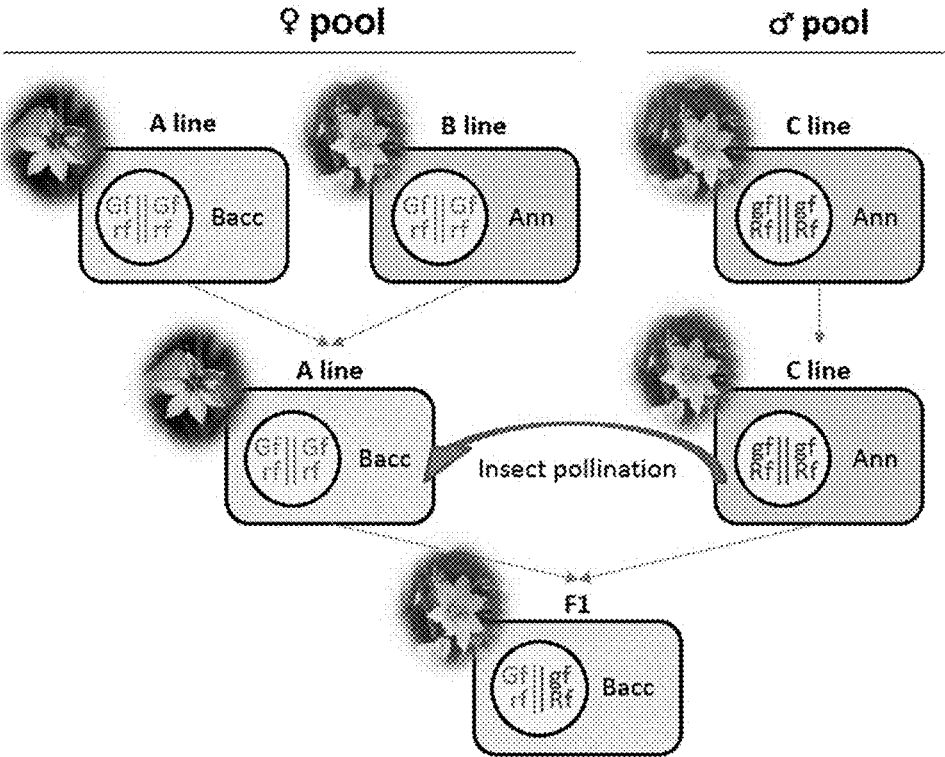 ♀ pool
♂ pool
A line
B line
C line
Gf Gf
rf rf
Bacc
Gf Gf
rf rf
Ann
gf gf
Rf Rf
Ann
A line
C line
Gf Gf
rf rf
Bacc
Insect pollination
gf gf
Rf Rf
Ann
F1
Gf gf
rf Rf
Bacc